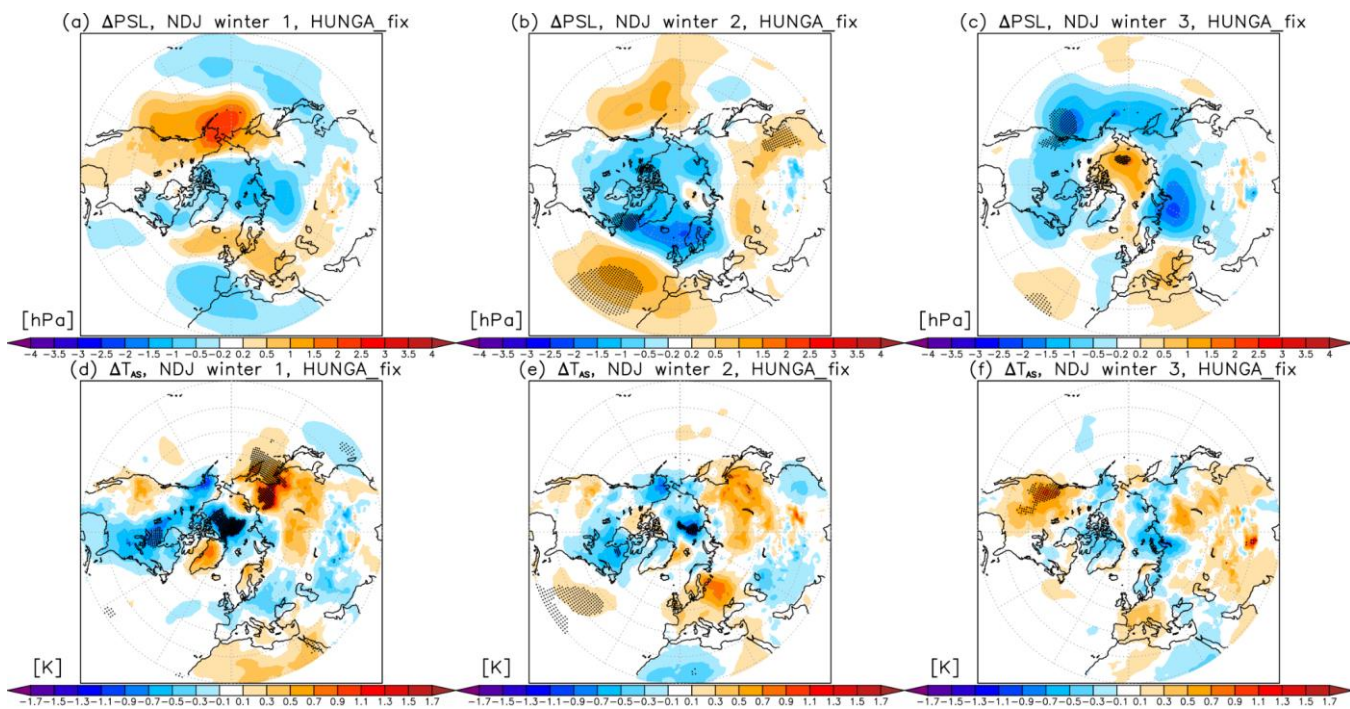 (a) ΔPSL, NDJ winter 1, HUNGA_fix
(b) ΔPSL, NDJ winter 2, HUNGA_fix
(c) ΔPSL, NDJ winter 3, HUNGA_fix
[hPa]
-4 -3.5 -3 -2.5 -2 -1.5 -1 -0.5 -0.2 0.2 0.5 1 1.5 2 2.5 3 3.5 4
[hPa]
-4 -3.5 -3 -2.5 -2 -1.5 -1 -0.5 -0.2 0.2 0.5 1 1.5 2 2.5 3 3.5 4
[hPa]
-4 -3.5 -3 -2.5 -2 -1.5 -1 -0.5 -0.2 0.2 0.5 1 1.5 2 2.5 3 3.5 4
(d) ΔTAS, NDJ winter 1, HUNGA_fix
(e) ΔTAS, NDJ winter 2, HUNGA_fix
(f) ΔTAS, NDJ winter 3, HUNGA_fix
[K]
-1.7 -1.5 -1.3 -1.1 -0.9 -0.7 -0.5 -0.3 -0.1 0.1 0.3 0.5 0.7 0.9 1.1 1.3 1.5 1.7
[K]
-1.7 -1.5 -1.3 -1.1 -0.9 -0.7 -0.5 -0.3 -0.1 0.1 0.3 0.5 0.7 0.9 1.1 1.3 1.5 1.7
[K]
-1.7 -1.5 -1.3 -1.1 -0.9 -0.7 -0.5 -0.3 -0.1 0.1 0.3 0.5 0.7 0.9 1.1 1.3 1.5 1.7